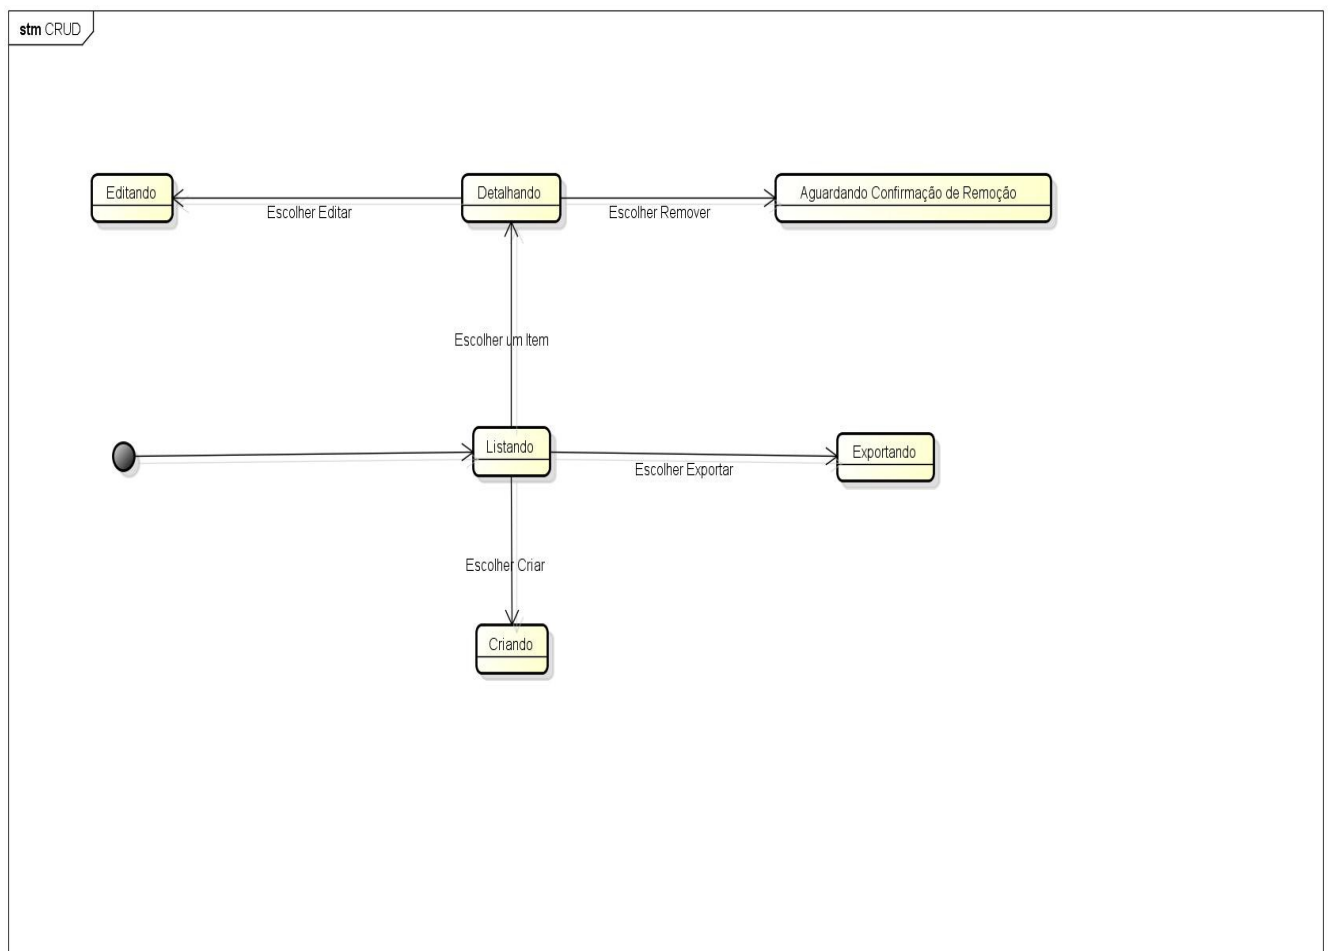 stm CRUD
Editando
Detalhando
Aguardando Confirmação de Remoção
Escolher Editar
Escolher Remover
Escolher um Item
Listando
Exportando
Escolher Exportar
Escolher Criar
Criando